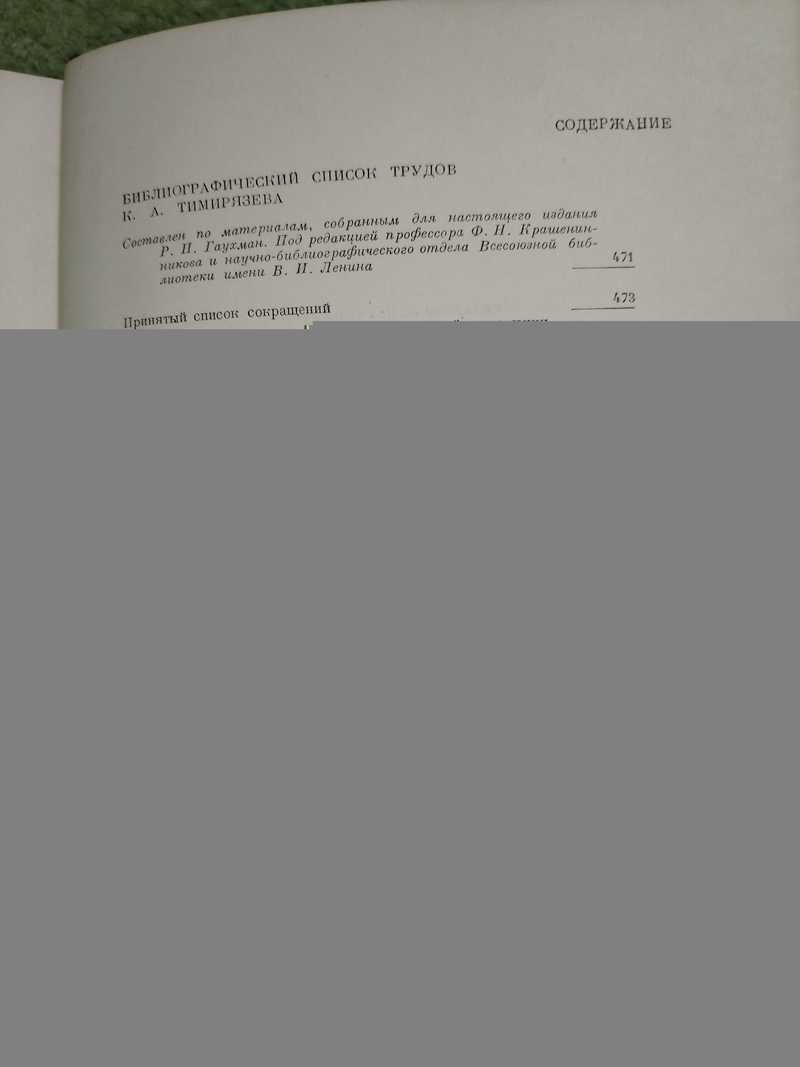 СОДЕРЖАНИЕ
БИБЛИОГРАФИЧЕСКИЙ СПИСОК ТРУДОВ
К. А. ТИМИРЯЗЕВА
Составлен по материалам, собранным для настоящего издания
Р. И. Гаухман. Под редакцией профессора Ф. Н. Крашенин-
никова и научно-библиографического отдела Всесоюзной биб-
лиотеки имени В. И. Ленина 471
Принятый список сокращений 473